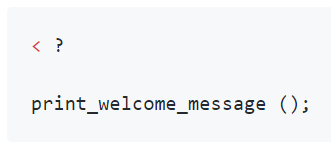 < ?
print_welcome_message ();